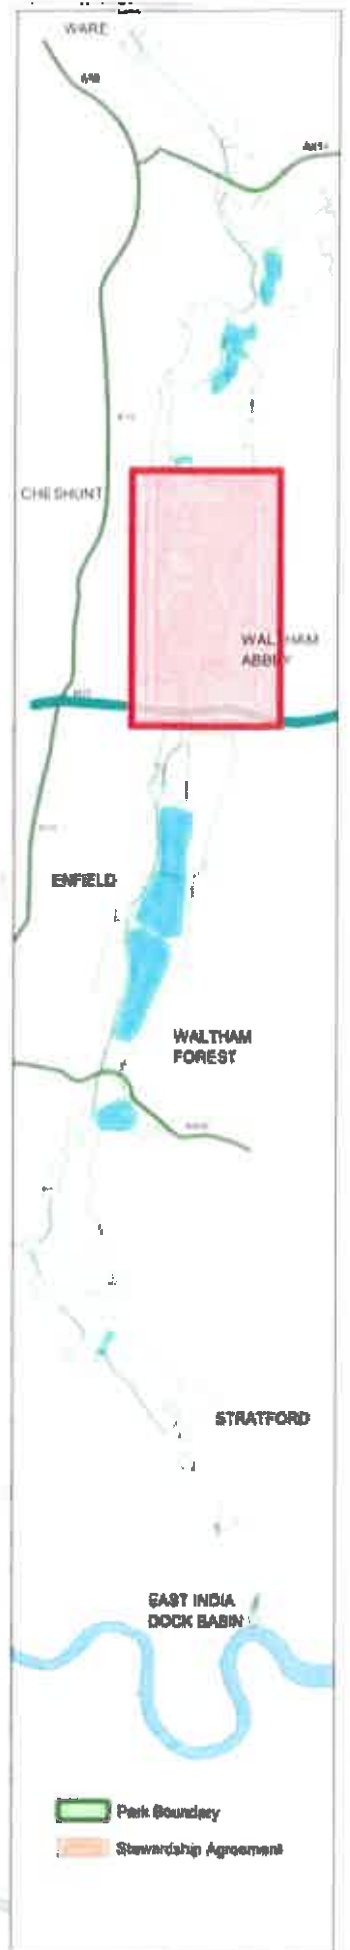 WARE
CHESHUNT
WALTHAM
ABBEY
ENFIELD
WALTHAM
FOREST
STRATFORD
EAST INDIA
DOCK BASIN
Park Boundary
Stewardship Agreement